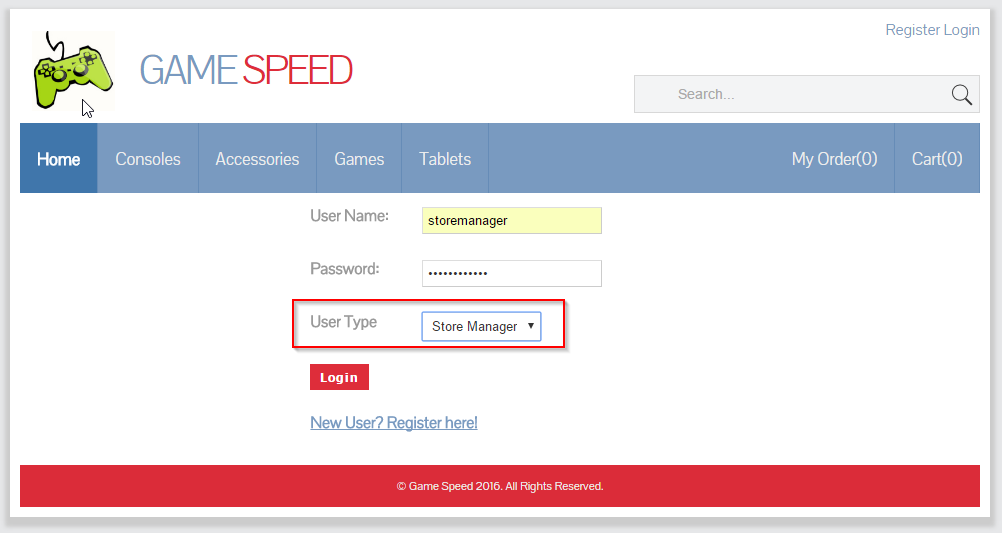 Register Login
GAME SPEED
Search...
Home Consoles Accessories Games Tablets My Order(0) Cart(0)
User Name: storemanager
Password: ••••••••••••
User Type Store Manager
Login
New User? Register here!
© Game Speed 2016. All Rights Reserved.